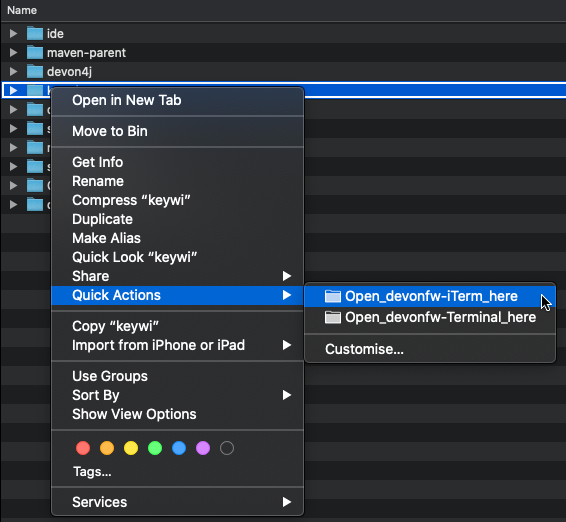 Name
ide
maven-parent
devon4j
Open in New Tab
Move to Bin
Get Info
Rename
Compress “keywi”
Duplicate
Make Alias
Quick Look “keywi”
Share
Quick Actions
Open_devonfw-iTerm_here
Open_devonfw-Terminal_here
Customise...
Copy “keywi”
Import from iPhone or iPad
Use Groups
Sort By
Show View Options
Tags...
Services